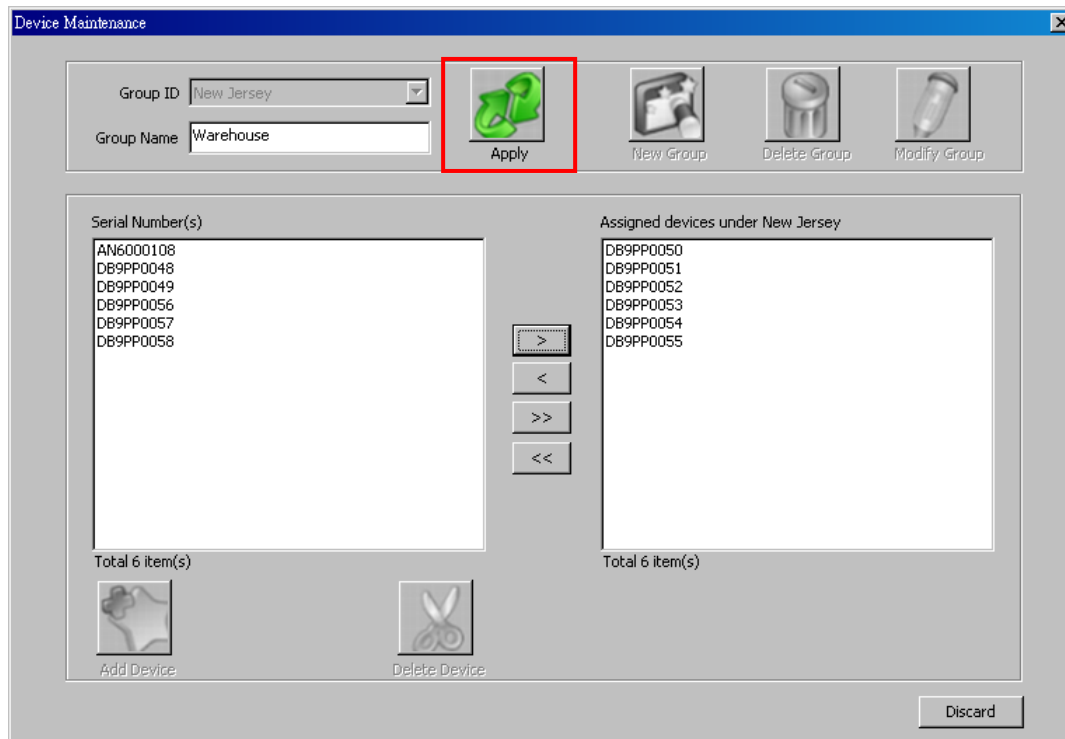 Device Maintenance
Group ID New Jersey
Group Name Warehouse
Apply
New Group
Delete Group
Modify Group
Serial Number(s)
AN6000108
DB9PP0048
DB9PP0049
DB9PP0056
DB9PP0057
DB9PP0058
Total 6 item(s)
>
<
>>
<<
Assigned devices under New Jersey
DB9PP0050
DB9PP0051
DB9PP0052
DB9PP0053
DB9PP0054
DB9PP0055
Total 6 item(s)
Add Device
Delete Device
Discard